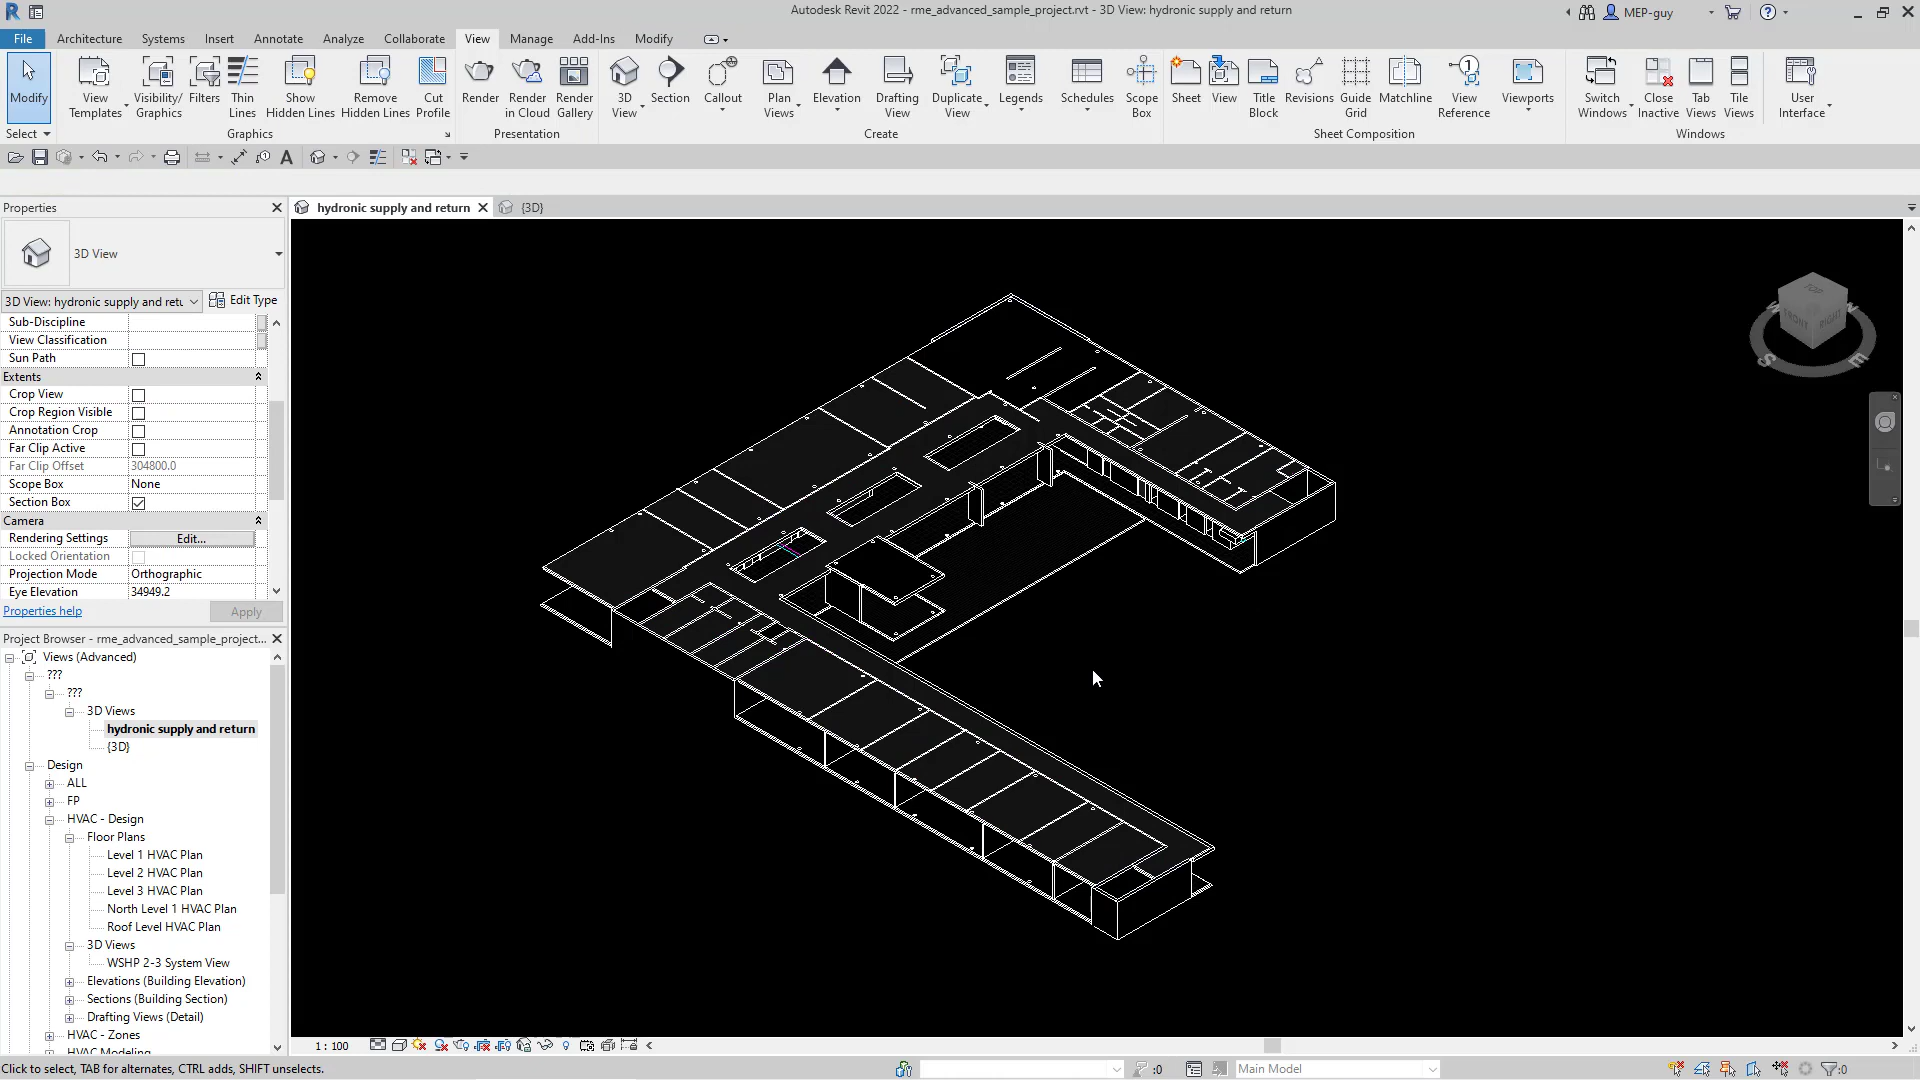 Autodesk Revit 2022 - rme_advanced_sample_project.rvt - 3D View: hydronic supply and return
MEP-guy
File Architecture Systems Insert Annotate Analyze Collaborate View Manage Add-Ins Modify
Modify
View Templates
Visibility/ Graphics
Filters
Thin Lines
Show Hidden Lines
Remove Hidden Lines
Cut Profile
Render
Render in Cloud
Render Gallery
3D View
Section
Callout
Plan Views
Elevation
Drafting View
Duplicate View
Legends
Schedules
Scope Box
Sheet
View
Title Block
Revisions
Guide Grid
Matchline
View Reference
Viewports
Switch Windows
Close Inactive
Tab Views
Tile Views
User Interface
Select Graphics Presentation Create Sheet Composition Windows
Properties
hydronic supply and return
{3D}
3D View
3D View: hydronic supply and retu
Edit Type
Sub-Discipline
View Classification
Sun Path
Extents
Crop View
Crop Region Visible
Annotation Crop
Far Clip Active
Far Clip Offset 304800.0
Scope Box None
Section Box
Camera
Rendering Settings Edit...
Locked Orientation
Projection Mode Orthographic
Eye Elevation 34949.2
Properties help
Apply
Project Browser - rme_advanced_sample_project...
Views (Advanced)
???
???
3D Views
hydronic supply and return
{3D}
Design
ALL
FP
HVAC - Design
Floor Plans
Level 1 HVAC Plan
Level 2 HVAC Plan
Level 3 HVAC Plan
North Level 1 HVAC Plan
Roof Level HVAC Plan
3D Views
WSHP 2-3 System View
Elevations (Building Elevation)
Sections (Building Section)
Drafting Views (Detail)
HVAC - Zones
HVAC Modeling
TOP
FRONT
RIGHT
W
N
S
E
1 : 100
Click to select, TAB for alternates, CTRL adds, SHIFT unselects.
:0
Main Model
:0